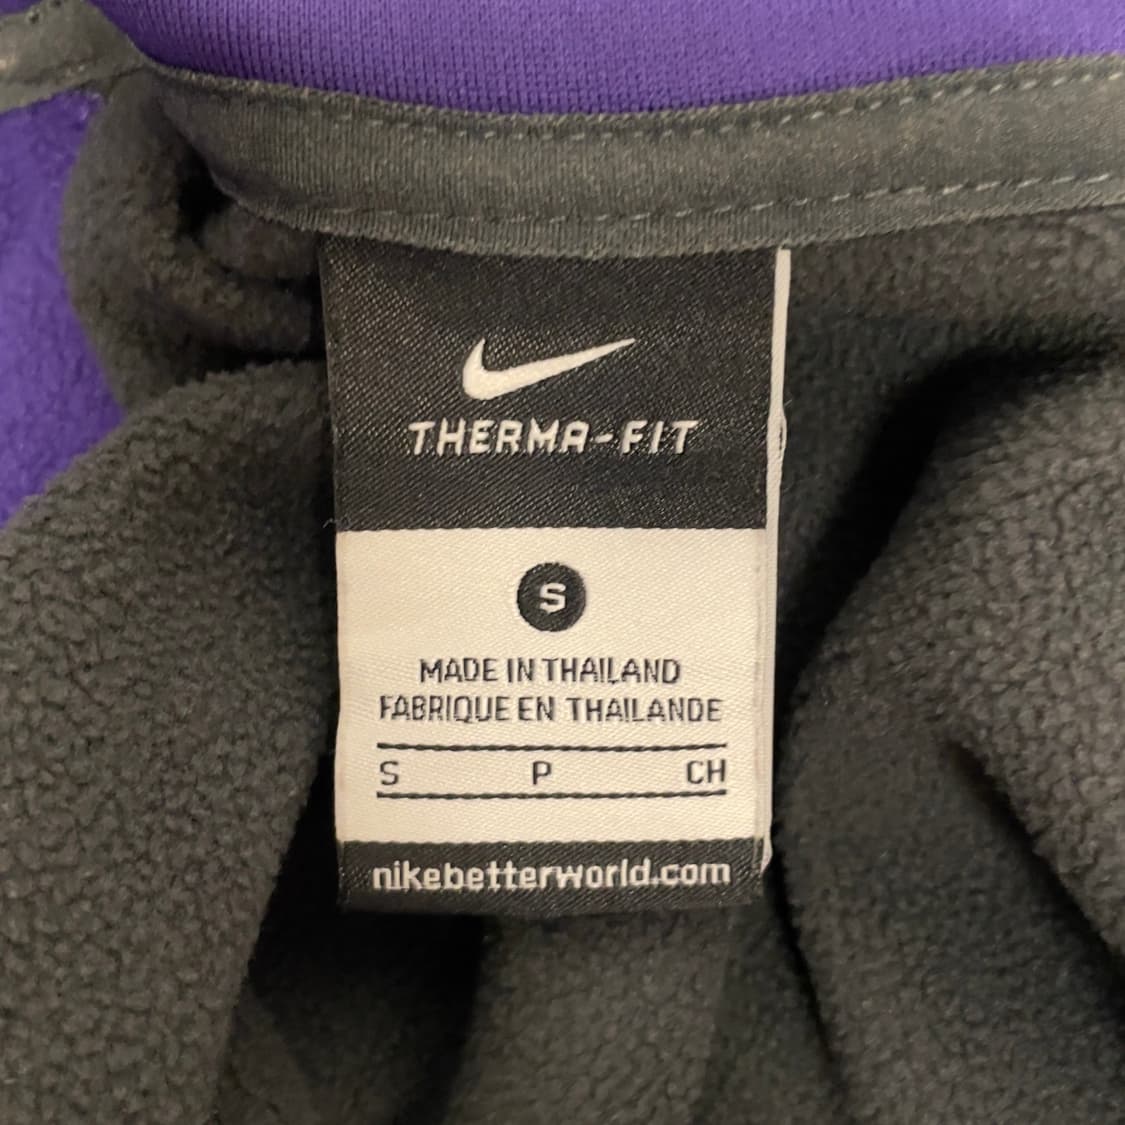 THERMA-FIT
S
MADE IN THAILAND
FABRIQUE EN THAILANDE
S P CH
nikebetterworld.com